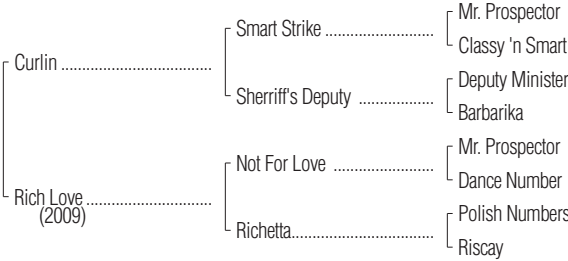 Mr. Prospector
Smart Strike ......................
Classy 'n Smart
Curlin ..............................
Deputy Minister
Sherriff's Deputy ...............
Barbarika
Mr. Prospector
Not For Love ....................
Dance Number
Rich Love .........................
(2009)
Polish Numbers
Richetta.............................
Riscay